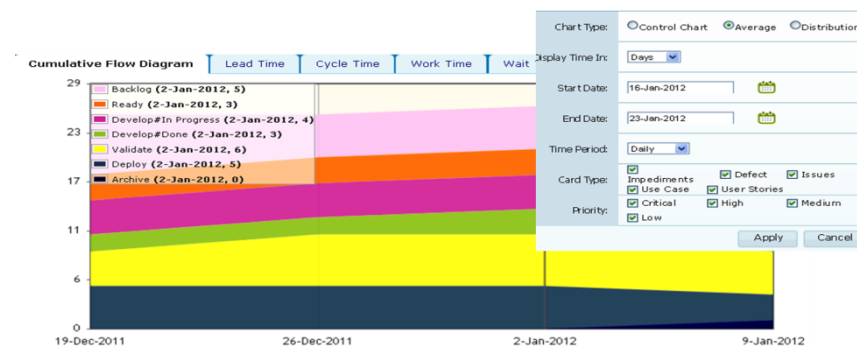 Cumulative Flow Diagram Lead Time Cycle Time Work Time Wait
29
Backlog (2-Jan-2012, 5)
Ready (2-Jan-2012, 3)
Develop#In Progress (2-Jan-2012, 4)
23
Develop#Done (2-Jan-2012, 3)
Validate (2-Jan-2012, 6)
Deploy (2-Jan-2012, 5)
17
Archive (2-Jan-2012, 0)
11
6
0
19-Dec-2011 26-Dec-2011 2-Jan-2012 9-Jan-2012
Chart Type: Control Chart Average Distribution
Display Time In: Days
Start Date: 16-Jan-2012
End Date: 23-Jan-2012
Time Period: Daily
Card Type: Impediments Defect Issues
Use Case User Stories
Priority: Critical High Medium
Low
Apply Cancel